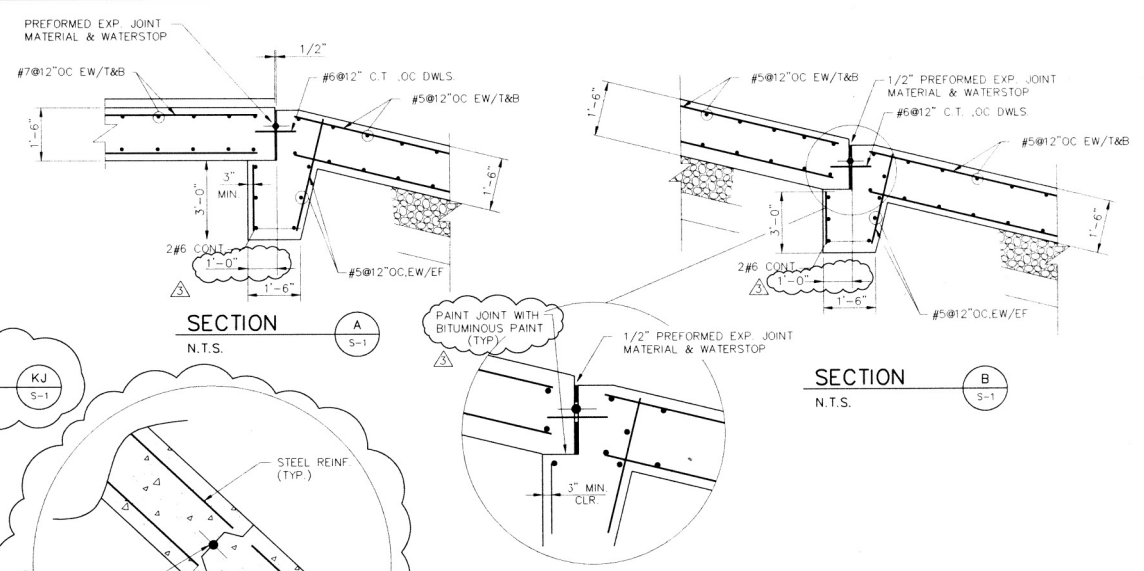 PREFORMED EXP. JOINT
MATERIAL & WATERSTOP
1/2"
#7@12"OC EW/T&B
#6@12" C.T .,OC DWLS.
#5@12"OC EW/T&B
1'-6"
3"
MIN.
3'-0"
1'-6"
2#6 CONT.
1'-0"
3
#5@12"OC,EW/EF
1'-6"
SECTION
N.T.S.
A
S-1
#5@12"OC EW/T&B
1/2" PREFORMED EXP. JOINT
MATERIAL & WATERSTOP
#6@12" C.T .,OC DWLS.
1'-6"
#5@12"OC EW/T&B
3'-0"
1'-6"
2#6 CONT.
1'-0"
3
1'-6"
#5@12"OC,EW/EF
SECTION
N.T.S.
B
S-1
PAINT JOINT WITH
BITUMINOUS PAINT
(TYP)
3
1/2" PREFORMED EXP. JOINT
MATERIAL & WATERSTOP
3" MIN.
CLR.
KJ
S-1
STEEL REINF.
(TYP.)